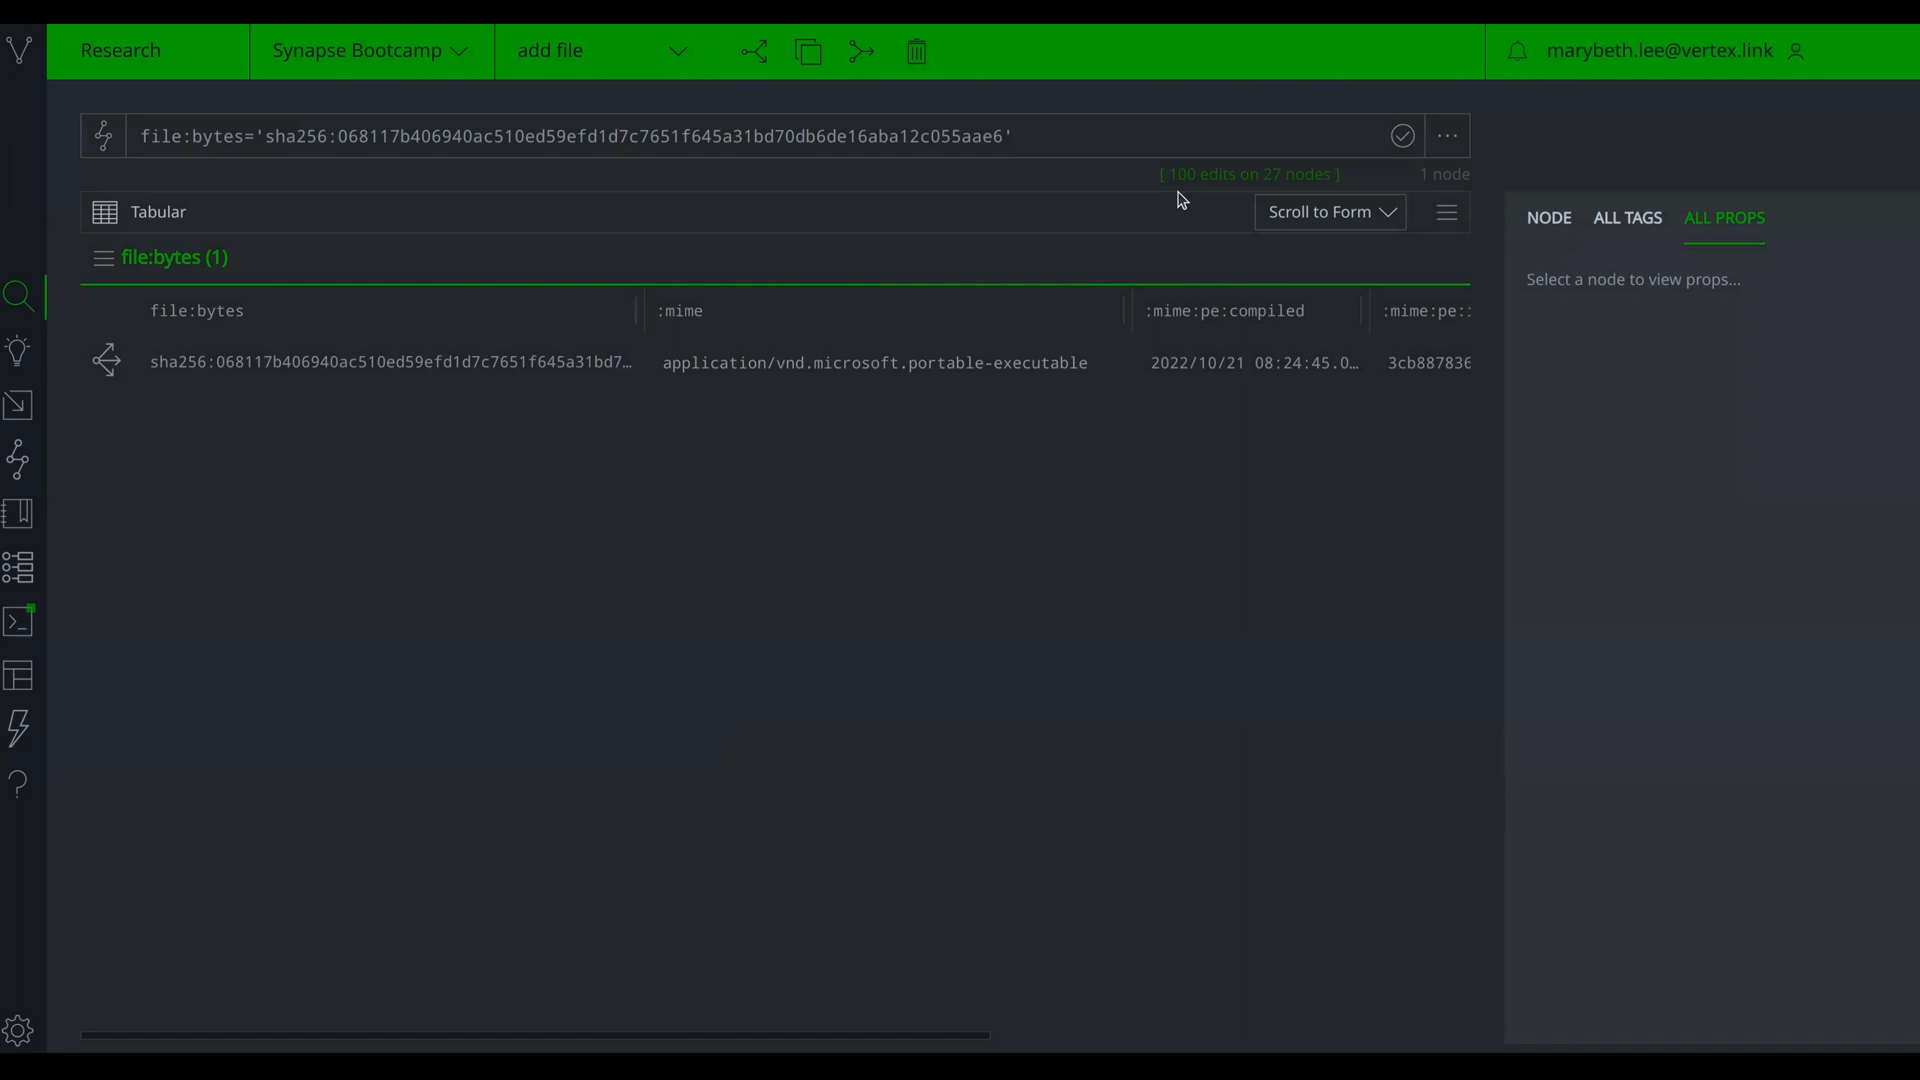 Research
Synapse Bootcamp
add file
marybeth.lee@vertex.link
file:bytes='sha256:068117b406940ac510ed59efd1d7c7651f645a31bd70db6de16aba12c055aae6'
[ 100 edits on 27 nodes ]
1 node
Tabular
Scroll to Form
NODE ALL TAGS ALL PROPS
Select a node to view props...
file:bytes (1)
file:bytes :mime :mime:pe:compiled :mime:pe::
sha256:068117b406940ac510ed59efd1d7c7651f645a31bd7… application/vnd.microsoft.portable-executable 2022/10/21 08:24:45.0… 3cb887836